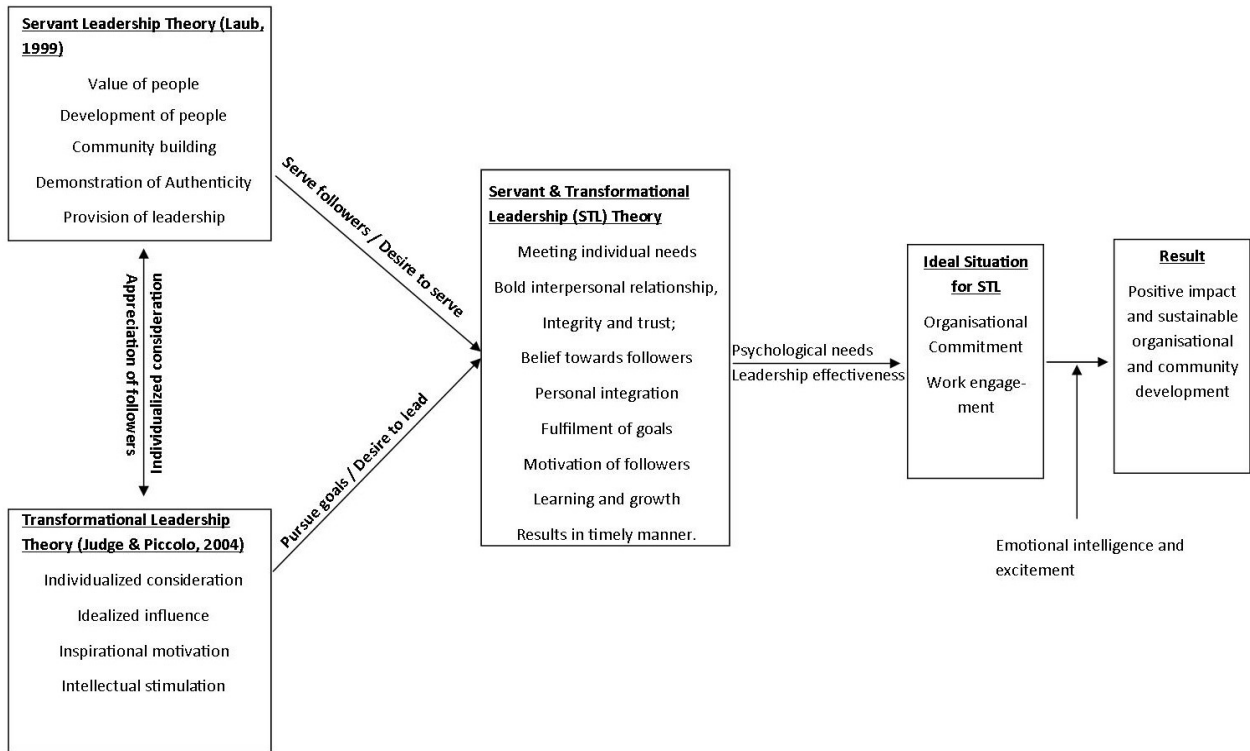 Servant Leadership Theory (Laub,
1999)
Value of people
Development of people
Community building
Demonstration of Authenticity
Provision of leadership
Appreciation of followers
Individualized consideration
Transformational Leadership
Theory (Judge & Piccolo, 2004)
Individualized consideration
Idealized influence
Inspirational motivation
Intellectual stimulation
Serve followers / Desire to serve
Pursue goals / Desire to lead
Servant & Transformational
Leadership (STL) Theory
Meeting individual needs
Bold interpersonal relationship,
Integrity and trust;
Belief towards followers
Personal integration
Fulfilment of goals
Motivation of followers
Learning and growth
Results in timely manner.
Psychological needs
Leadership effectiveness
Ideal Situation
for STL
Organisational
Commitment
Work engage-
ment
Emotional intelligence and
excitement
Result
Positive impact
and sustainable
organisational
and community
development